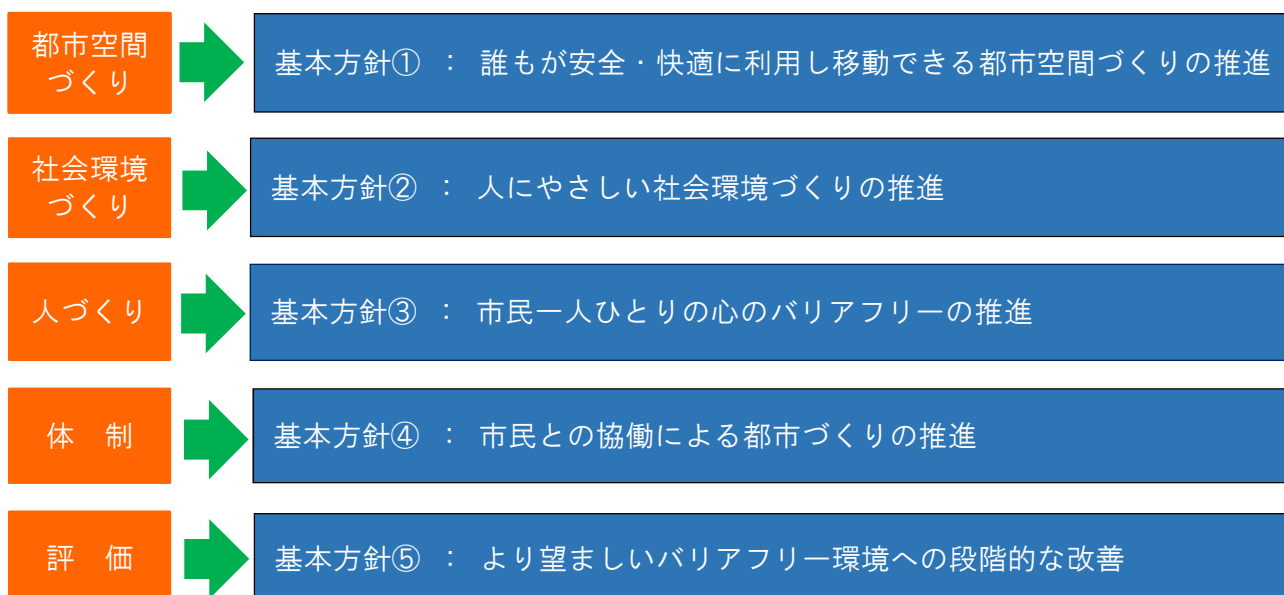 都市空間
づくり
基本方針① ： 誰もが安全・快適に利用し移動できる都市空間づくりの推進
社会環境
づくり
基本方針② ： 人にやさしい社会環境づくりの推進
人づくり
基本方針③ ： 市民一人ひとりの心のバリアフリーの推進
体　制
基本方針④ ： 市民との協働による都市づくりの推進
評　価
基本方針⑤ ： より望ましいバリアフリー環境への段階的な改善